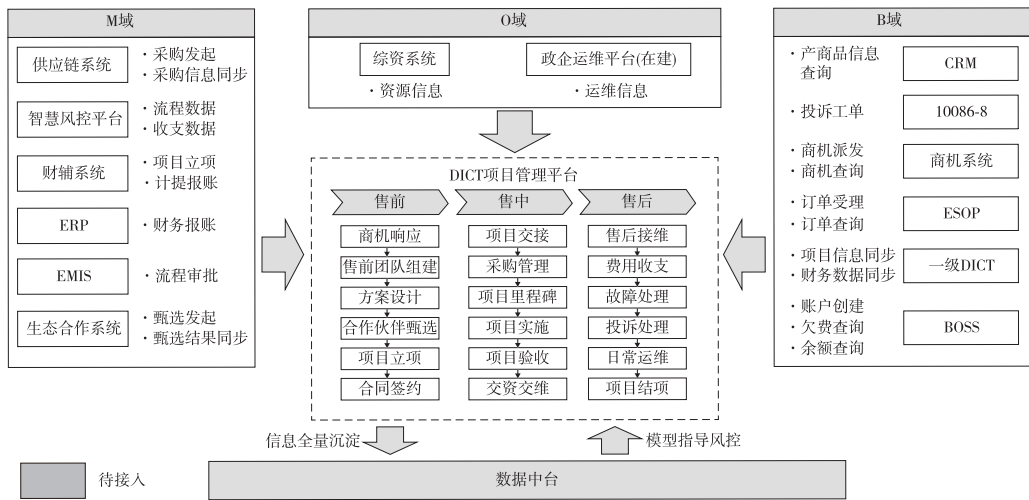 M域
供应链系统
· 采购发起
· 采购信息同步
智慧风控平台
· 流程数据
· 收支数据
财辅系统
· 项目立项
· 计提报账
ERP
· 财务报账
EMIS
· 流程审批
生态合作系统
· 甄选发起
· 甄选结果同步
O域
综资系统
· 资源信息
政企运维平台(在建)
· 运维信息
B域
· 产商品信息
查询
CRM
· 投诉工单
10086-8
· 商机派发
· 商机查询
商机系统
· 订单受理
· 订单查询
ESOP
· 项目信息同步
· 财务数据同步
一级DICT
· 账户创建
· 欠费查询
· 余额查询
BOSS
DICT项目管理平台
售前
商机响应
售前团队组建
方案设计
合作伙伴甄选
项目立项
合同签约
售中
项目交接
采购管理
项目里程碑
项目实施
项目验收
交资交维
售后
售后接维
费用收支
故障处理
投诉处理
日常运维
项目结项
信息全量沉淀
模型指导风控
待接入
数据中台